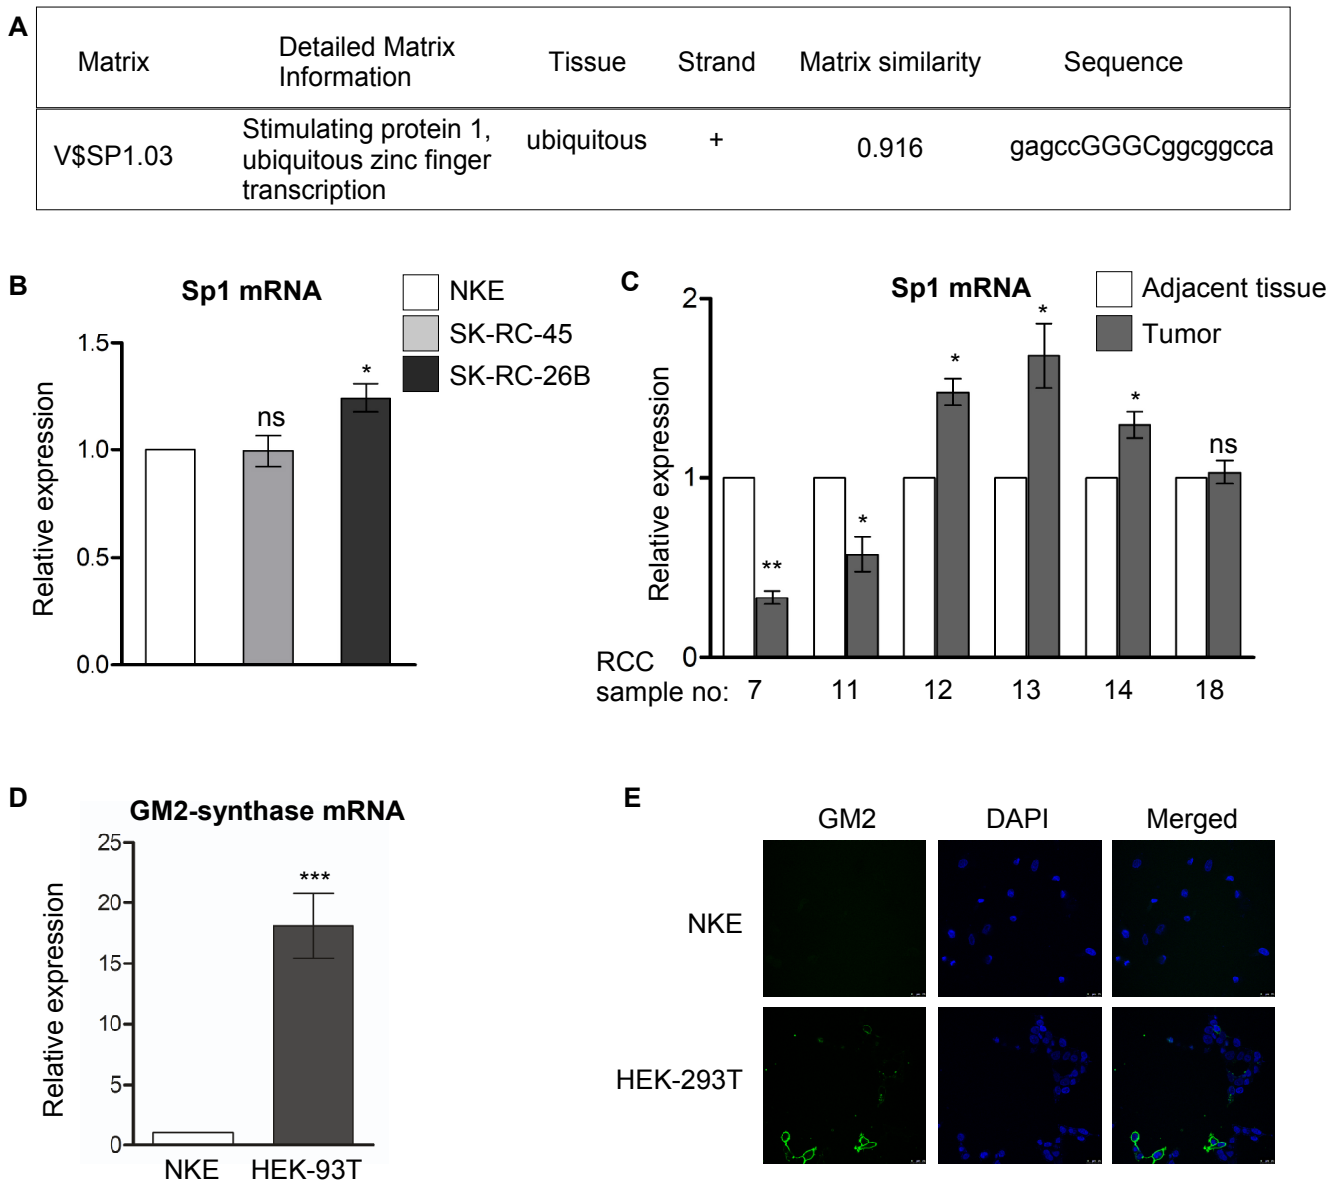 A
Matrix
Detailed Matrix
Information
Tissue
Strand
Matrix similarity
Sequence
V$SP1.03
Stimulating protein 1,
ubiquitous zinc finger
transcription
ubiquitous
+
0.916
gagccGGGCggcggcca
B
Sp1 mRNA
NKE
SK-RC-45
SK-RC-26B
Relative expression
1.5
1.0
0.5
0.0
ns
*
C
Sp1 mRNA
Adjacent tissue
Tumor
Relative expression
2
1
0
**
*
*
*
*
ns
RCC
sample no: 7 11 12 13 14 18
D
GM2-synthase mRNA
Relative expression
25
20
15
10
5
0
***
NKE HEK-93T
E
GM2 DAPI Merged
NKE
HEK-293T